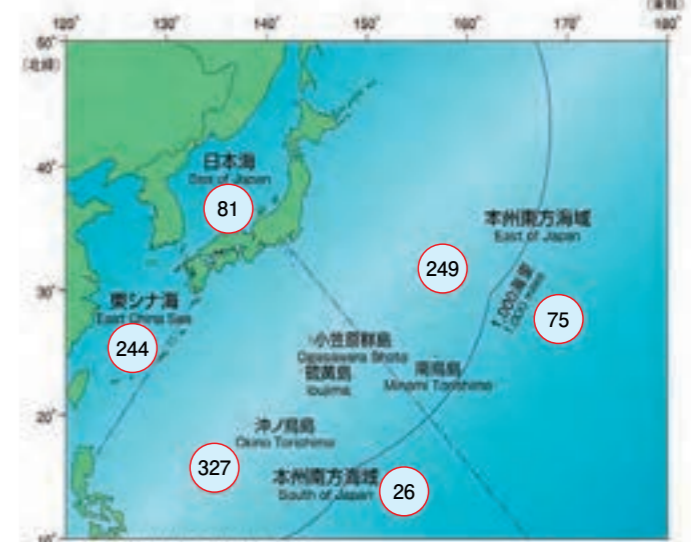 (東経)
120° 130° 140° 150° 160° 170° 180°
50°
(北緯)
日本海
Sea of Japan
81
40°
本州南方海域
East of Japan
249
1,000海里
1,000 miles
75
30°
東シナ海
East China Sea
244
小笠原群島
Ogasawara Shoto
硫黄島
Ioujima
南鳥島
Minami Torishima
20°
沖ノ鳥島
Okino Torishima
327
本州南方海域
South of Japan
26
10°